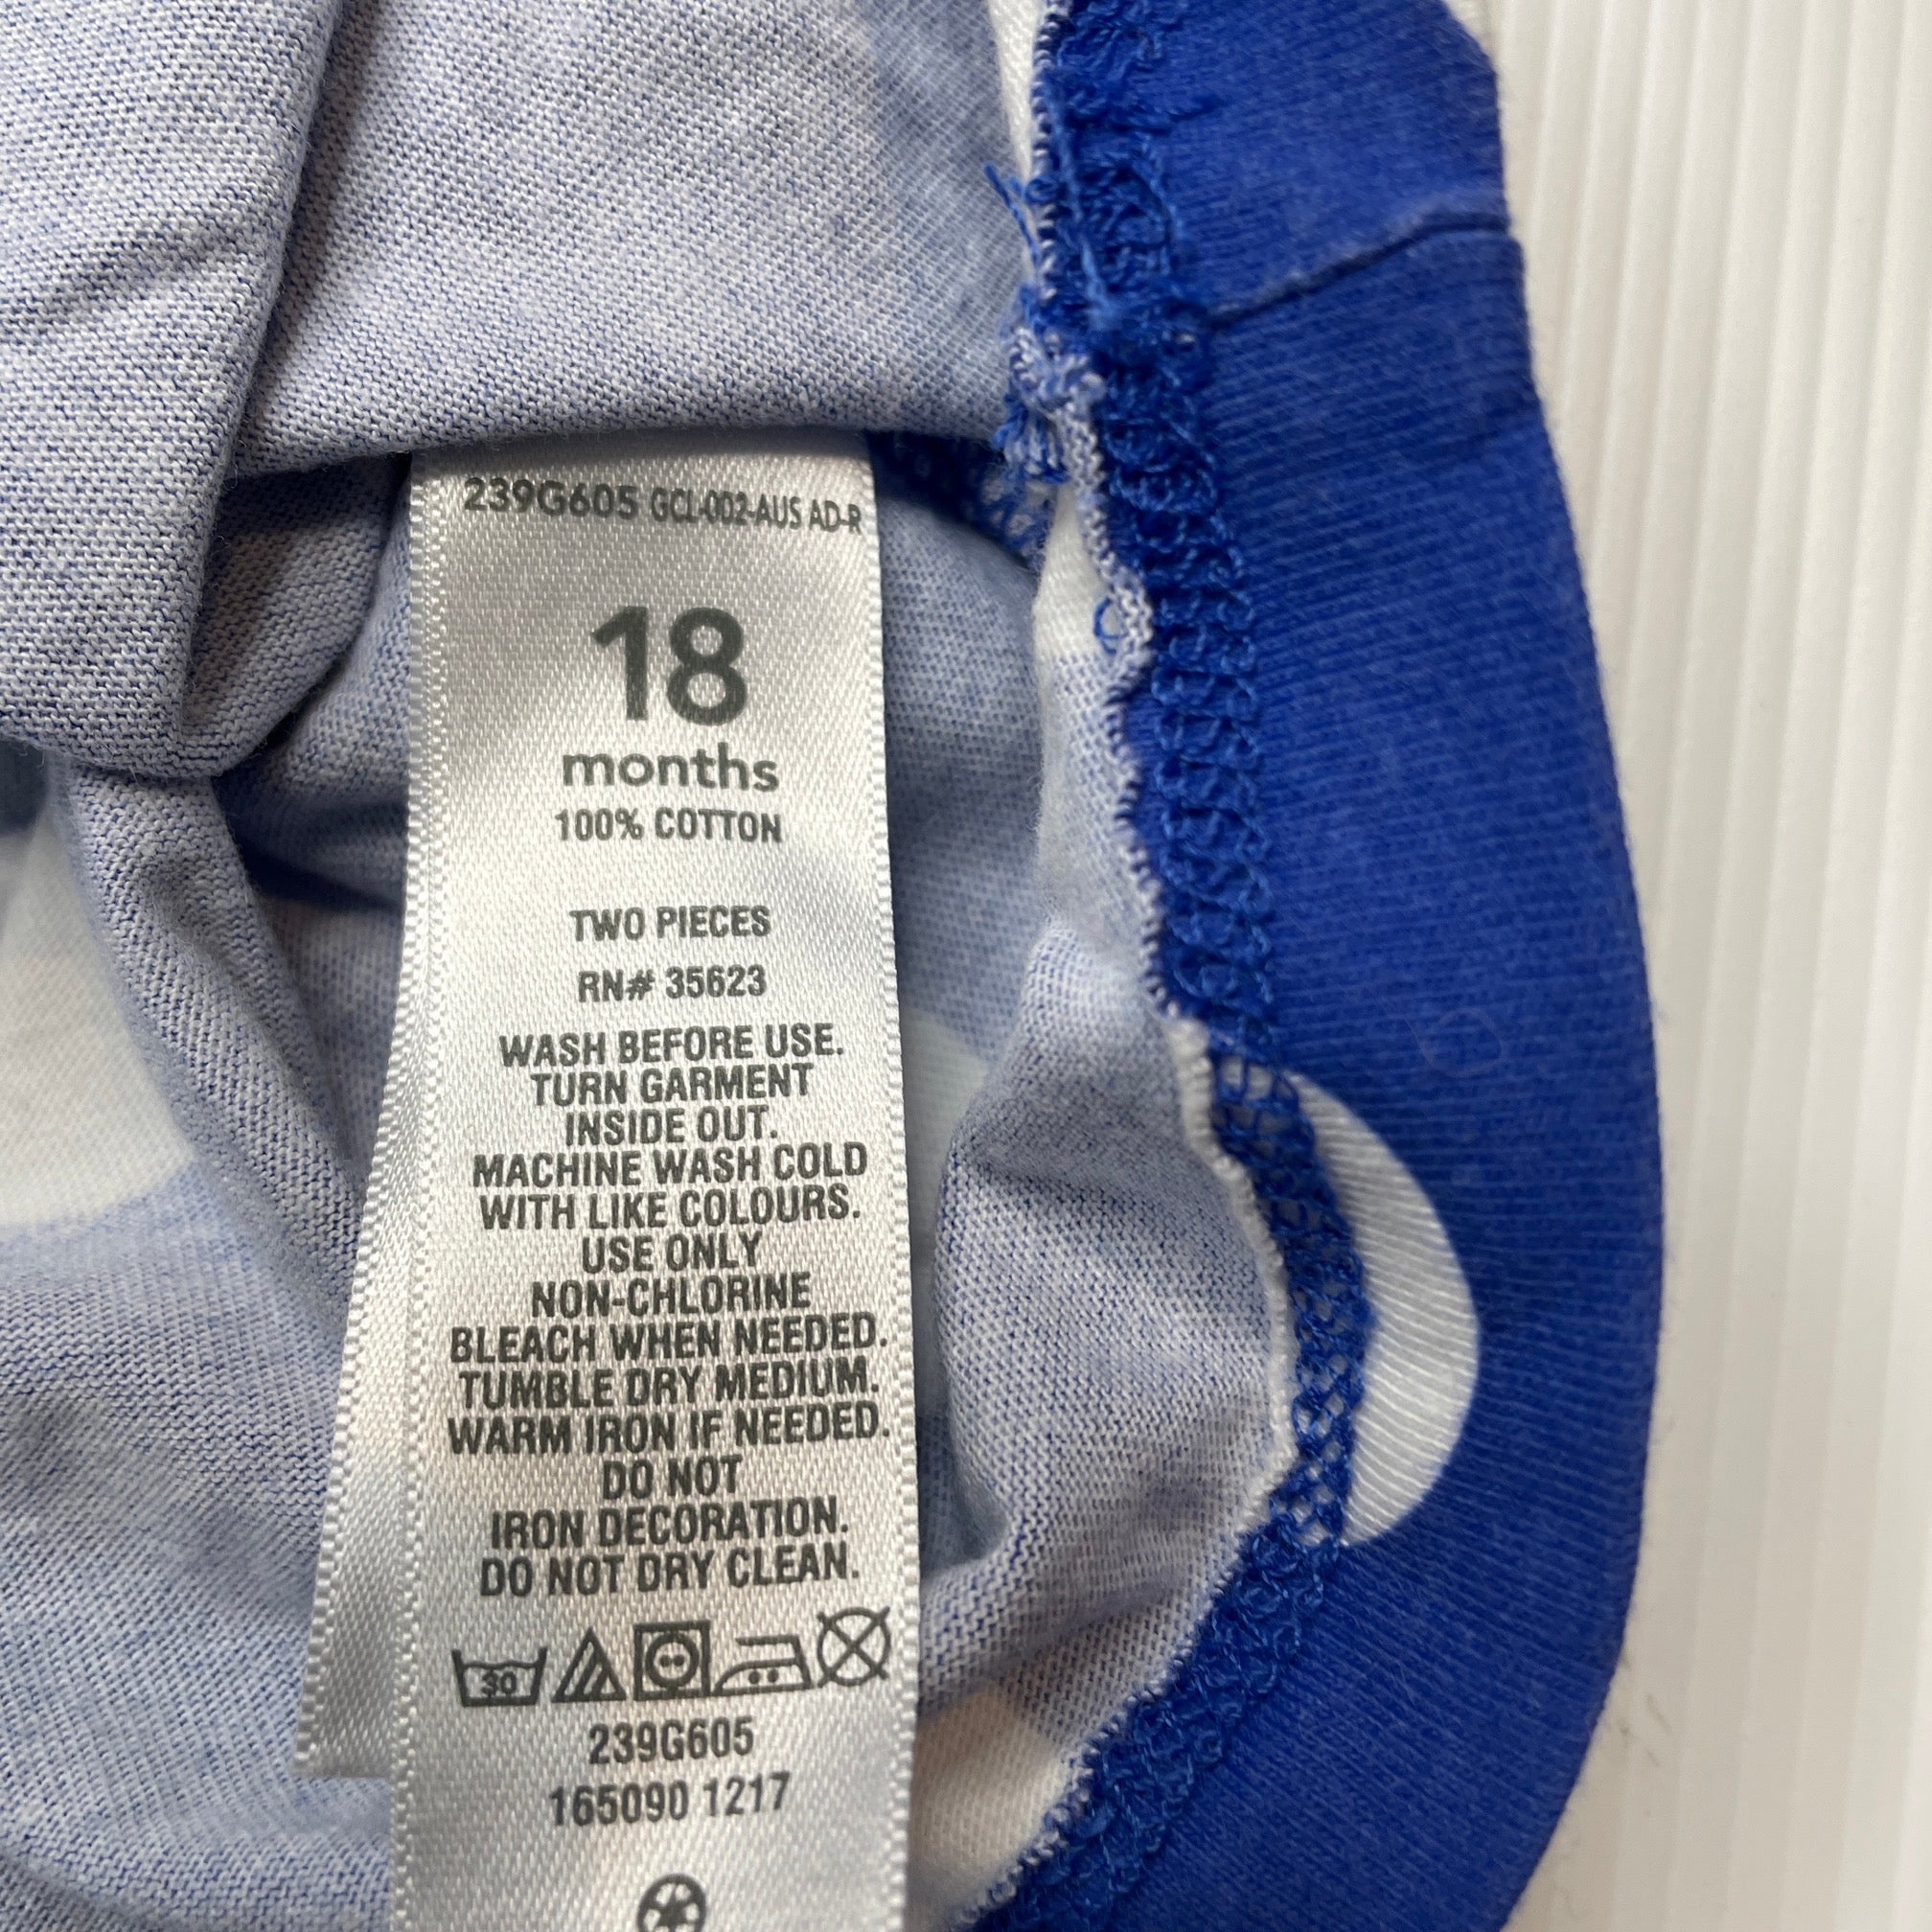 239G605 GCL-002-AUS AD-R
18
months
100% COTTON
TWO PIECES
RN# 35623
WASH BEFORE USE.
TURN GARMENT
INSIDE OUT.
MACHINE WASH COLD
WITH LIKE COLOURS.
USE ONLY
NON-CHLORINE
BLEACH WHEN NEEDED.
TUMBLE DRY MEDIUM.
WARM IRON IF NEEDED.
DO NOT
IRON DECORATION.
DO NOT DRY CLEAN.
30
239G605
165090 1217